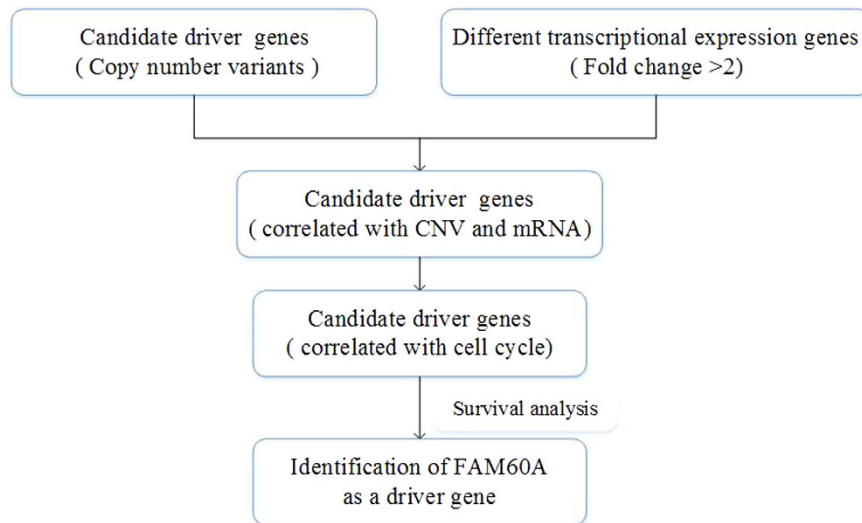 Candidate driver genes
( Copy number variants )
Different transcriptional expression genes
( Fold change >2)
Candidate driver genes
( correlated with CNV and mRNA)
Candidate driver genes
( correlated with cell cycle)
Survival analysis
Identification of FAM60A
as a driver gene